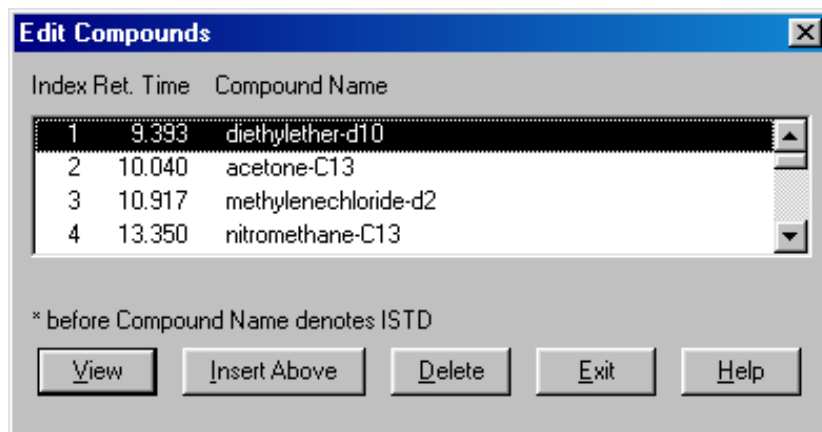 Edit Compounds
Index Ret. Time Compound Name
1 9.393 diethylether-d10
2 10.040 acetone-C13
3 10.917 methylenechloride-d2
4 13.350 nitromethane-C13
* before Compound Name denotes ISTD
View Insert Above Delete Exit Help